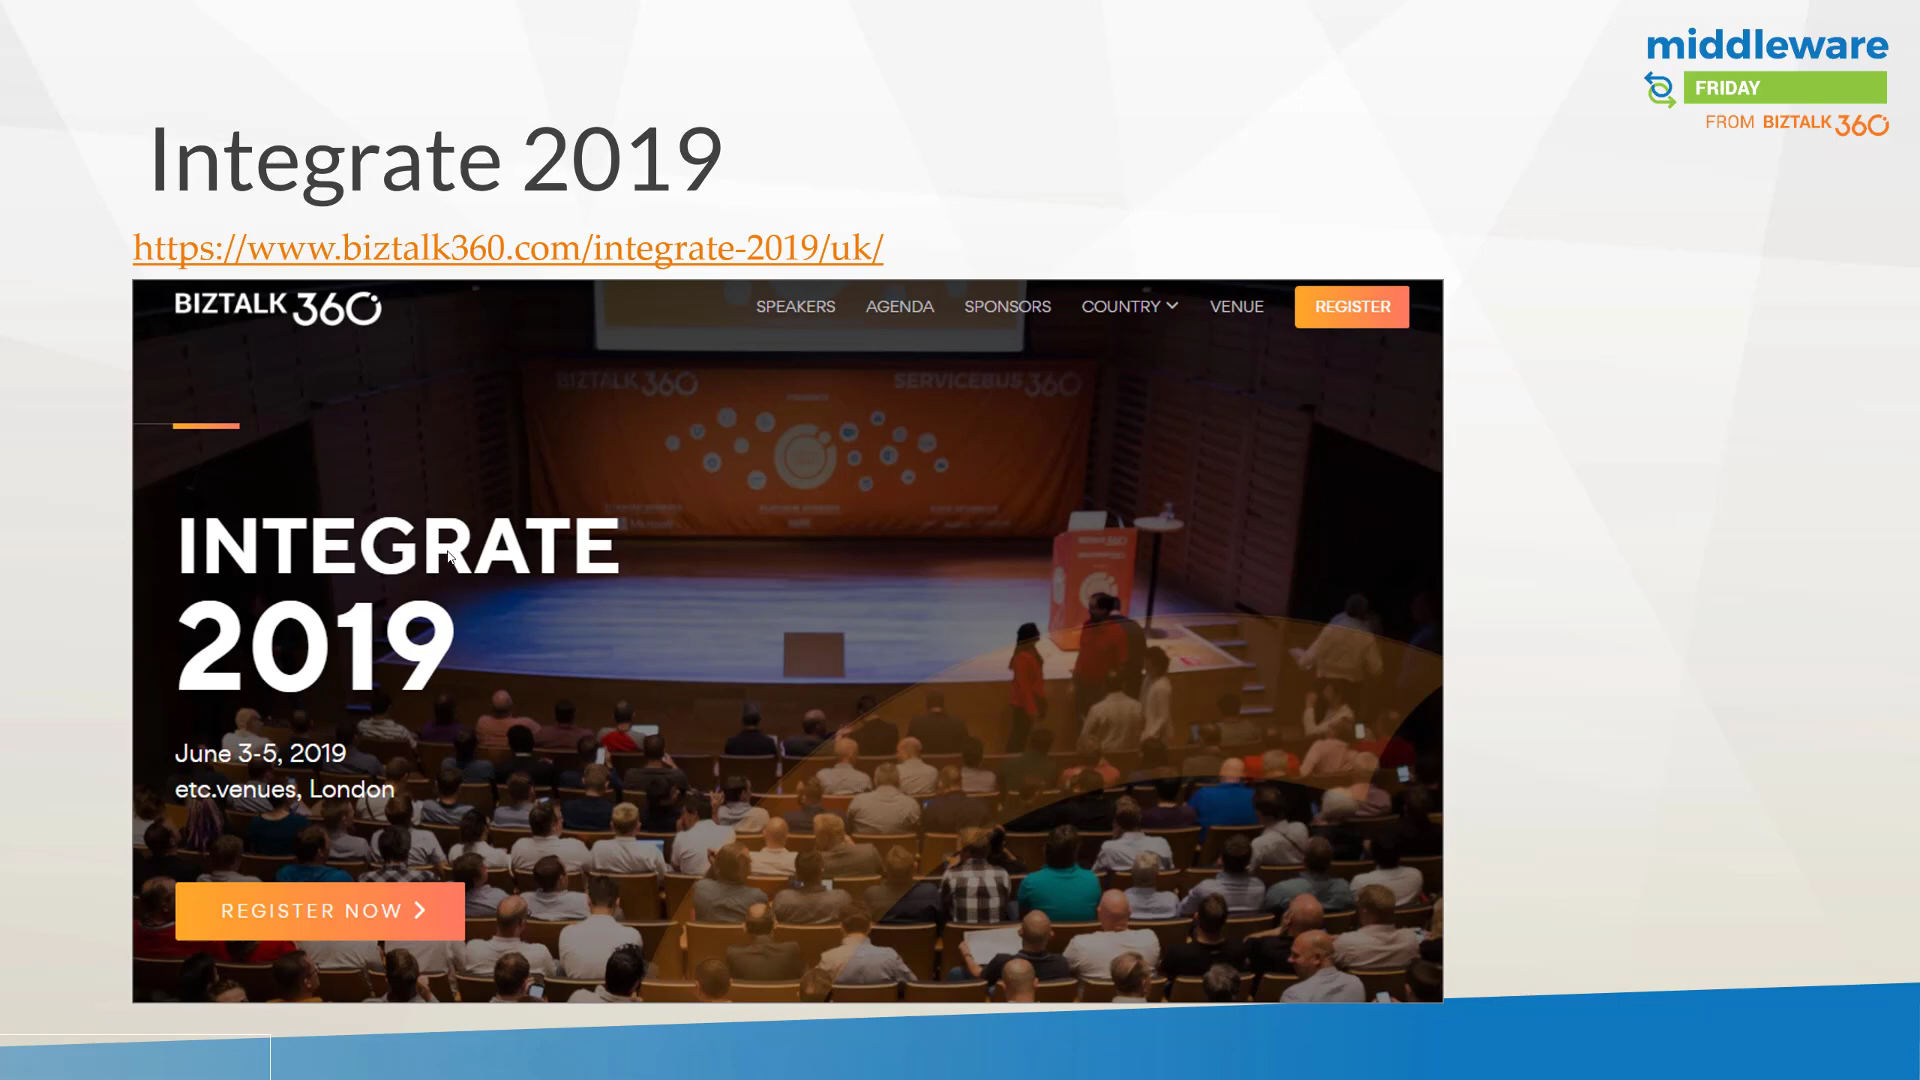 middleware
FRIDAY
FROM BIZTALK 360
Integrate 2019
https://www.biztalk360.com/integrate-2019/uk/
BIZTALK 360
SPEAKERS AGENDA SPONSORS COUNTRY VENUE REGISTER
BIZTALK 360 SERVICEBUS 360
INTEGRATE
2019
June 3-5, 2019
etc.venues, London
REGISTER NOW